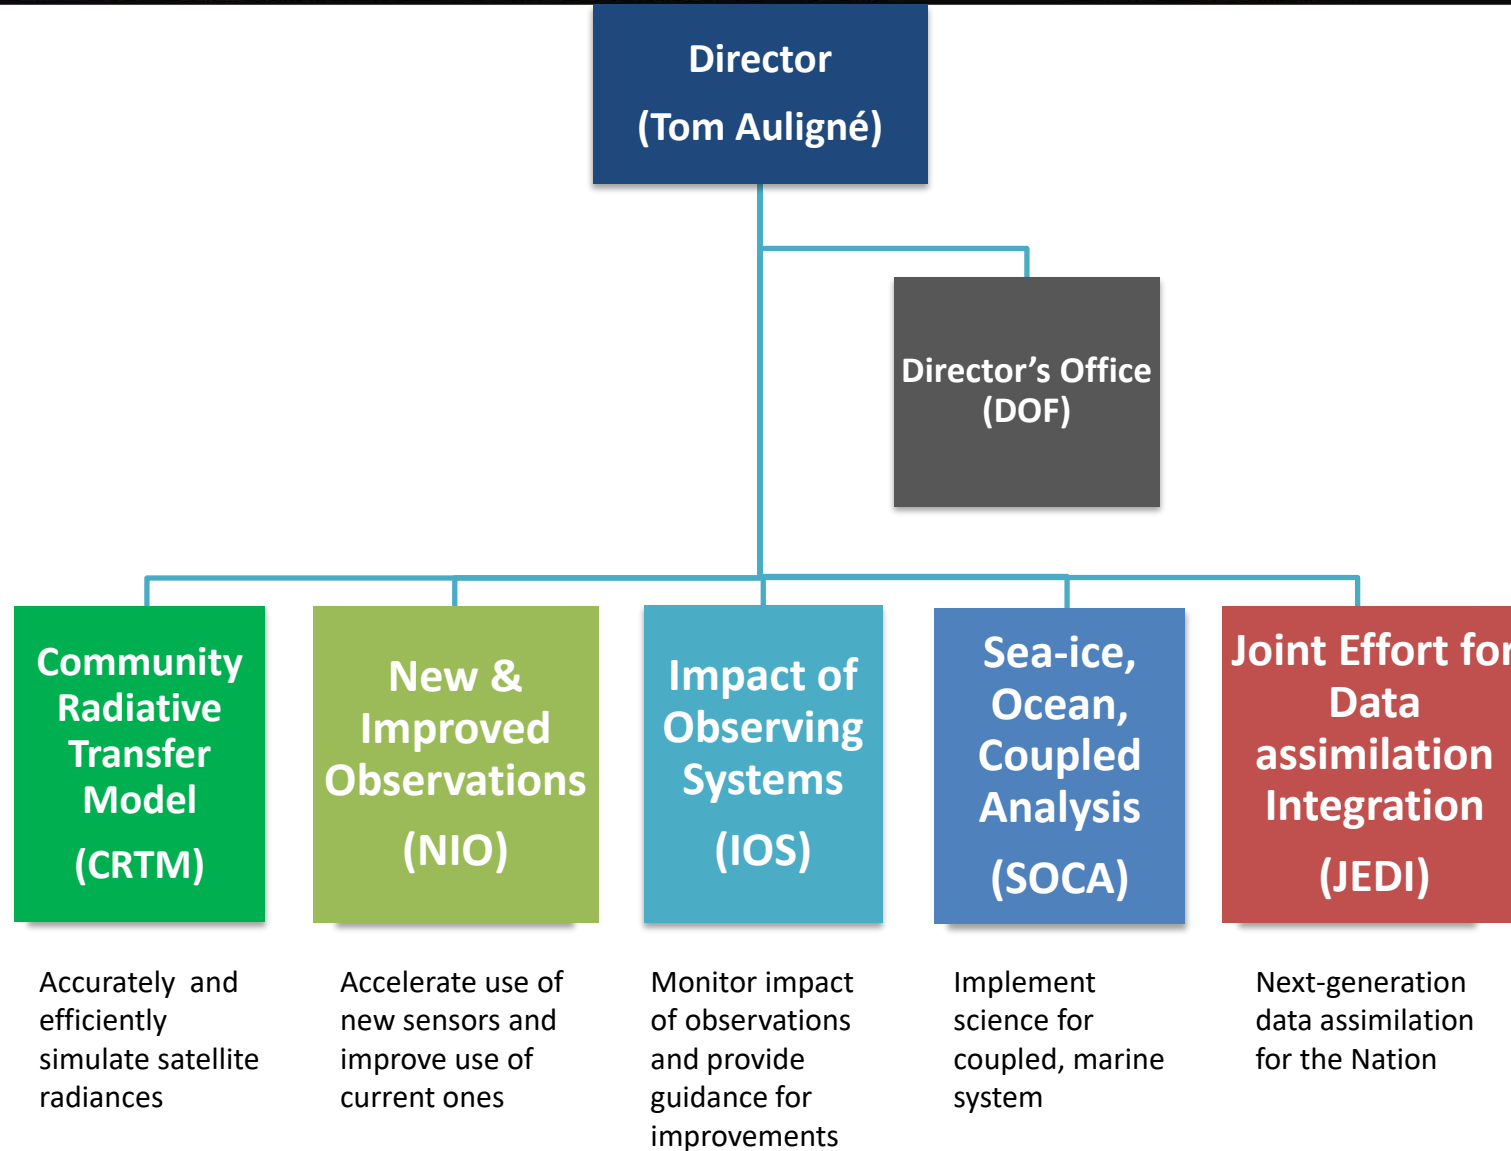 Director
(Tom Auligné)
Director’s Office
(DOF)
Community
Radiative
Transfer
Model
(CRTM)
New &
Improved
Observations
(NIO)
Impact of
Observing
Systems
(IOS)
Sea-ice,
Ocean,
Coupled
Analysis
(SOCA)
Joint Effort for
Data
assimilation
Integration
(JEDI)
Accurately and
efficiently
simulate satellite
radiances
Accelerate use of
new sensors and
improve use of
current ones
Monitor impact
of observations
and provide
guidance for
improvements
Implement
science for
coupled, marine
system
Next-generation
data assimilation
for the Nation